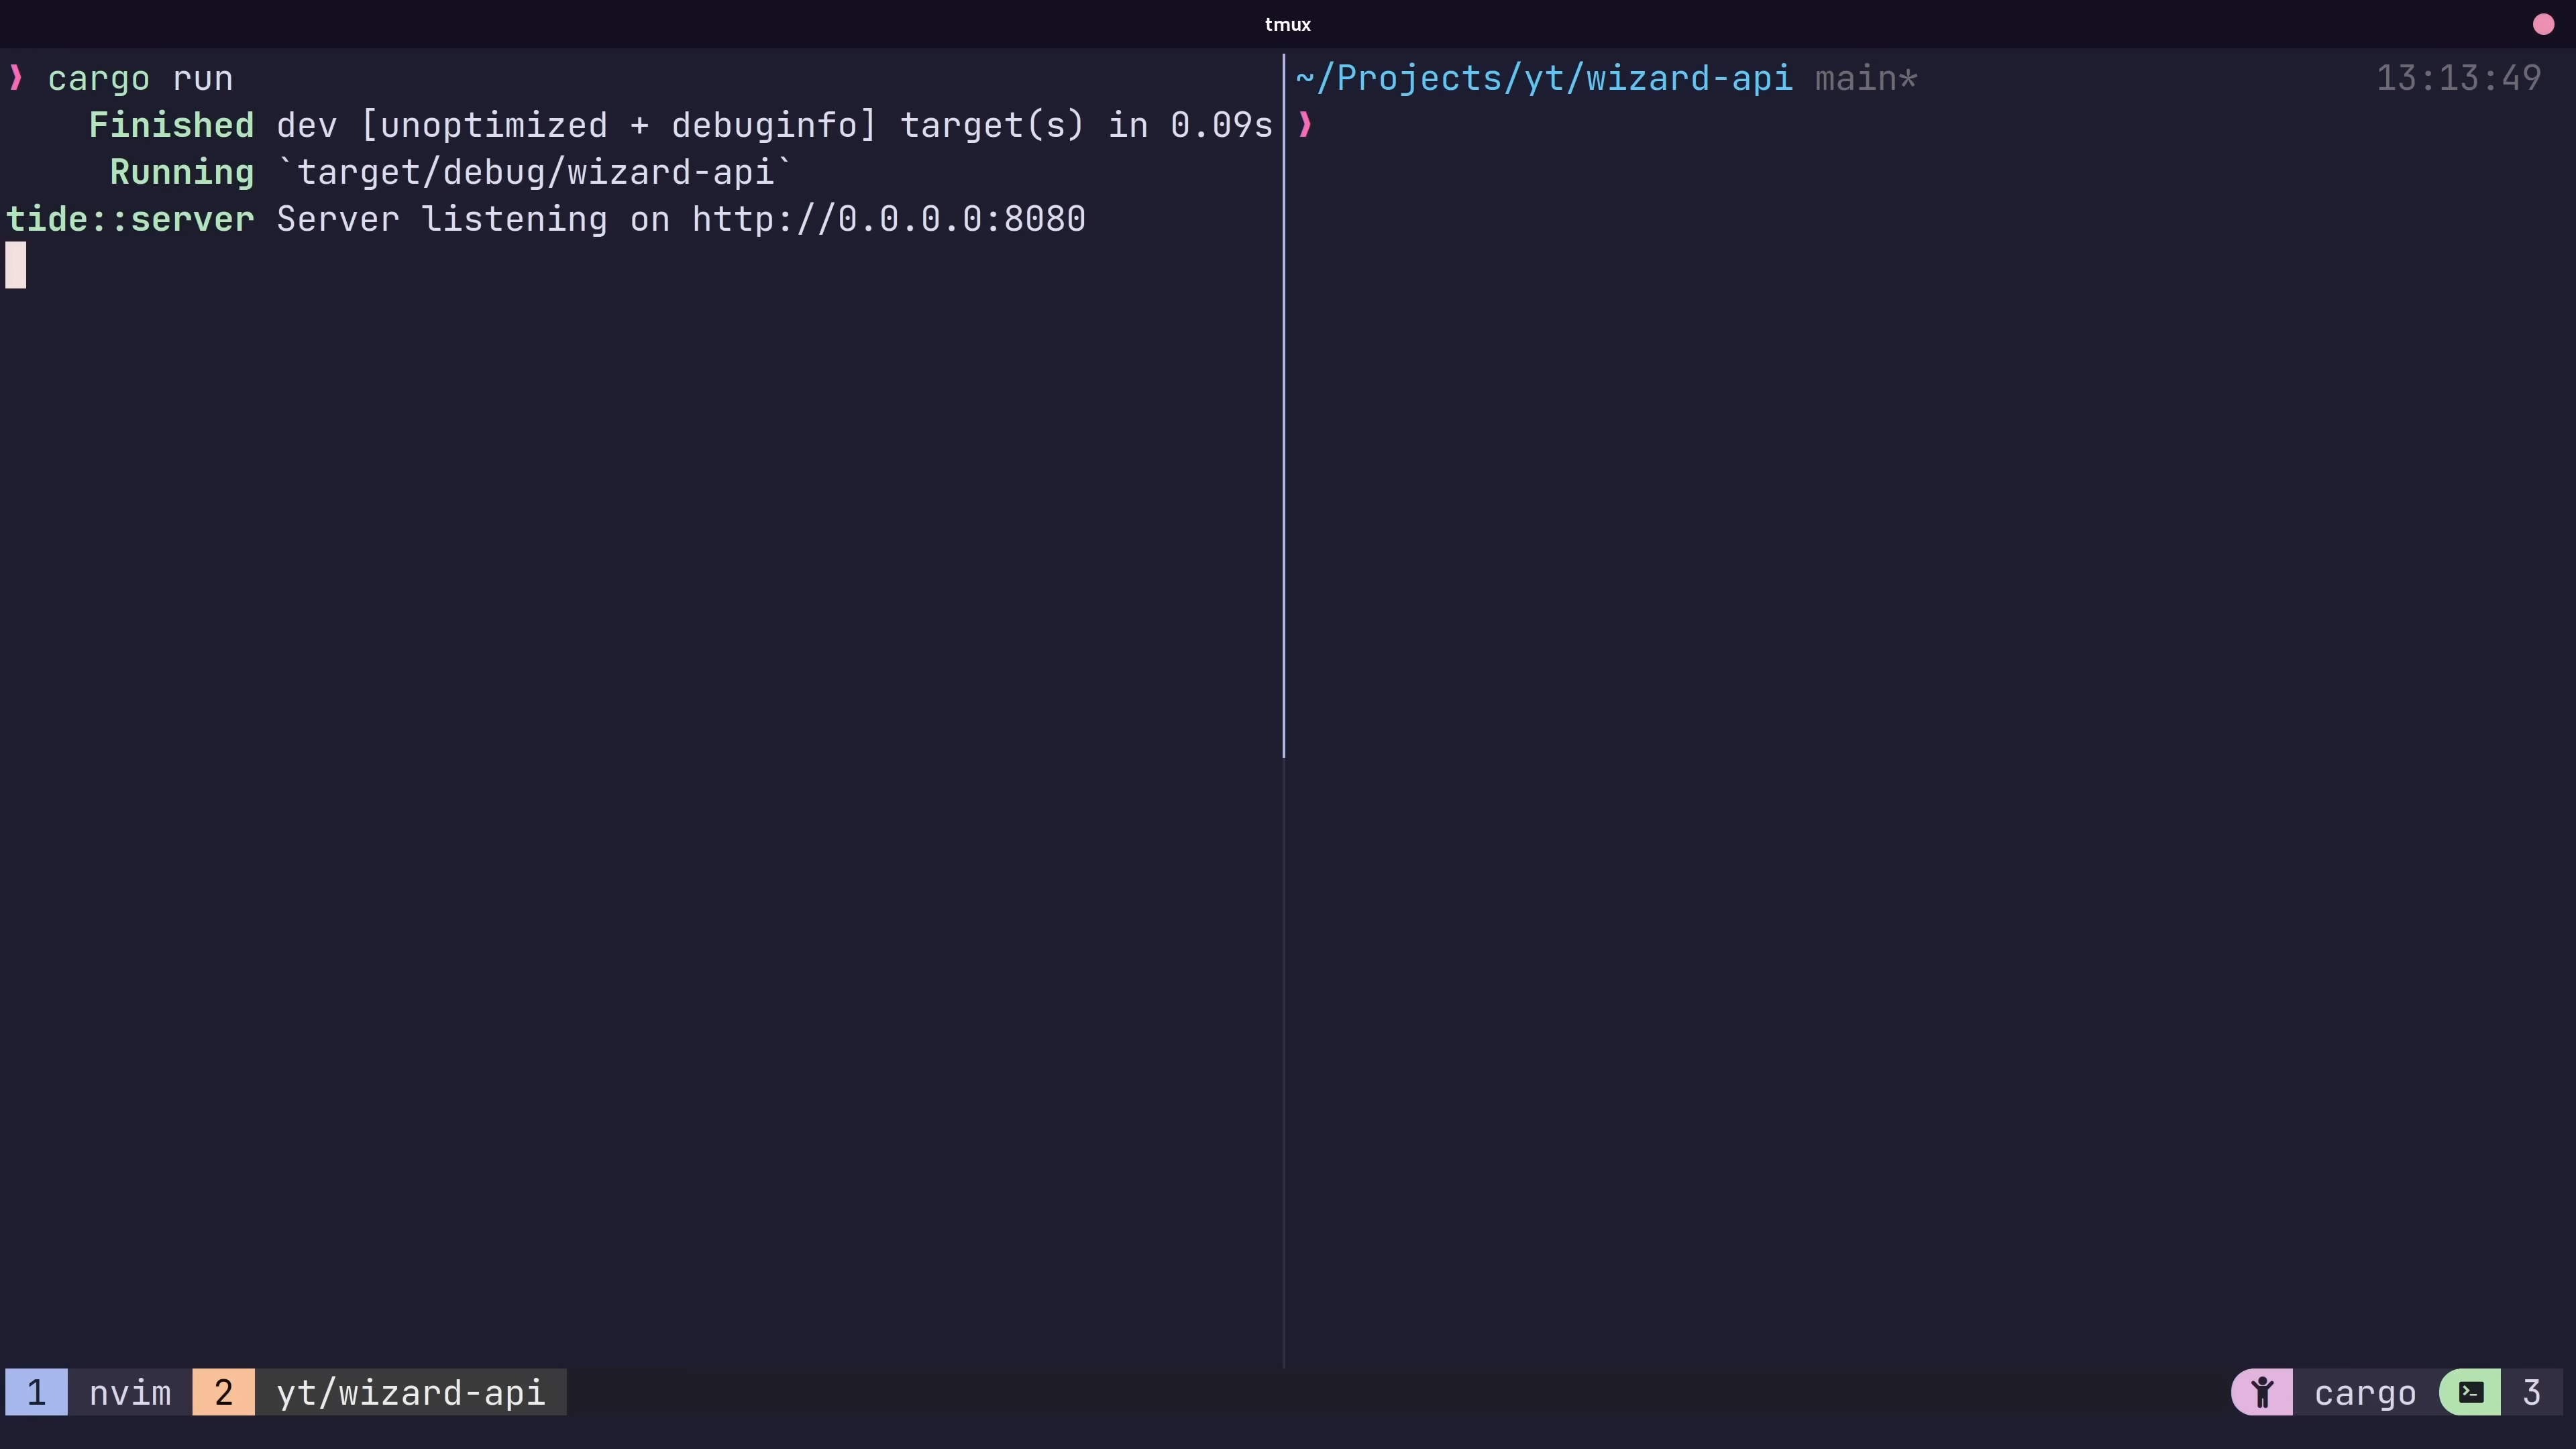 tmux
❯ cargo run
Finished dev [unoptimized + debuginfo] target(s) in 0.09s
Running `target/debug/wizard-api`
tide::server Server listening on http://0.0.0.0:8080
~/Projects/yt/wizard-api main* 13:13:49
❯
1 nvim 2 yt/wizard-api
cargo 3